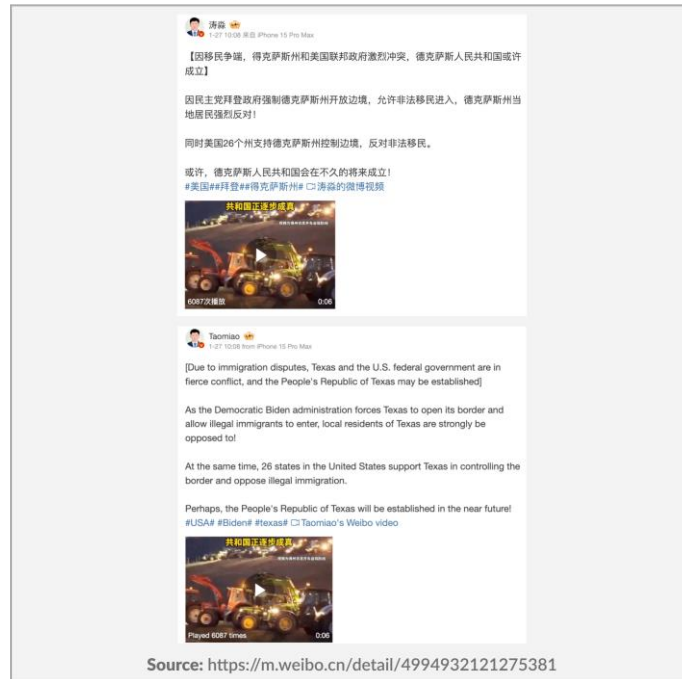 涛淼
1-27 10:08 来自 iPhone 15 Pro Max
【因移民争端，得克萨斯州和美国联邦政府激烈冲突，德克萨斯人民共和国或许
成立】
因民主党拜登政府强制德克萨斯州开放边境，允许非法移民进入，德克萨斯州当
地居民强烈反对！
同时美国26个州支持德克萨斯州控制边境，反对非法移民。
或许，德克萨斯人民共和国会在不久的将来成立！
#美国##拜登##得克萨斯州# 涛淼的微博视频
共和国正逐步成真
6087次播放
0:06
Taomiao
1-27 10:08 from iPhone 15 Pro Max
[Due to immigration disputes, Texas and the U.S. federal government are in
fierce conflict, and the People's Republic of Texas may be established]
As the Democratic Biden administration forces Texas to open its border and
allow illegal immigrants to enter, local residents of Texas are strongly be
opposed to!
At the same time, 26 states in the United States support Texas in controlling the
border and oppose illegal immigration.
Perhaps, the People's Republic of Texas will be established in the near future!
#USA# #Biden# #texas# Taomiao's Weibo video
共和国正逐步成真
Played 6087 times
0:06
Source: https://m.weibo.cn/detail/4994932121275381